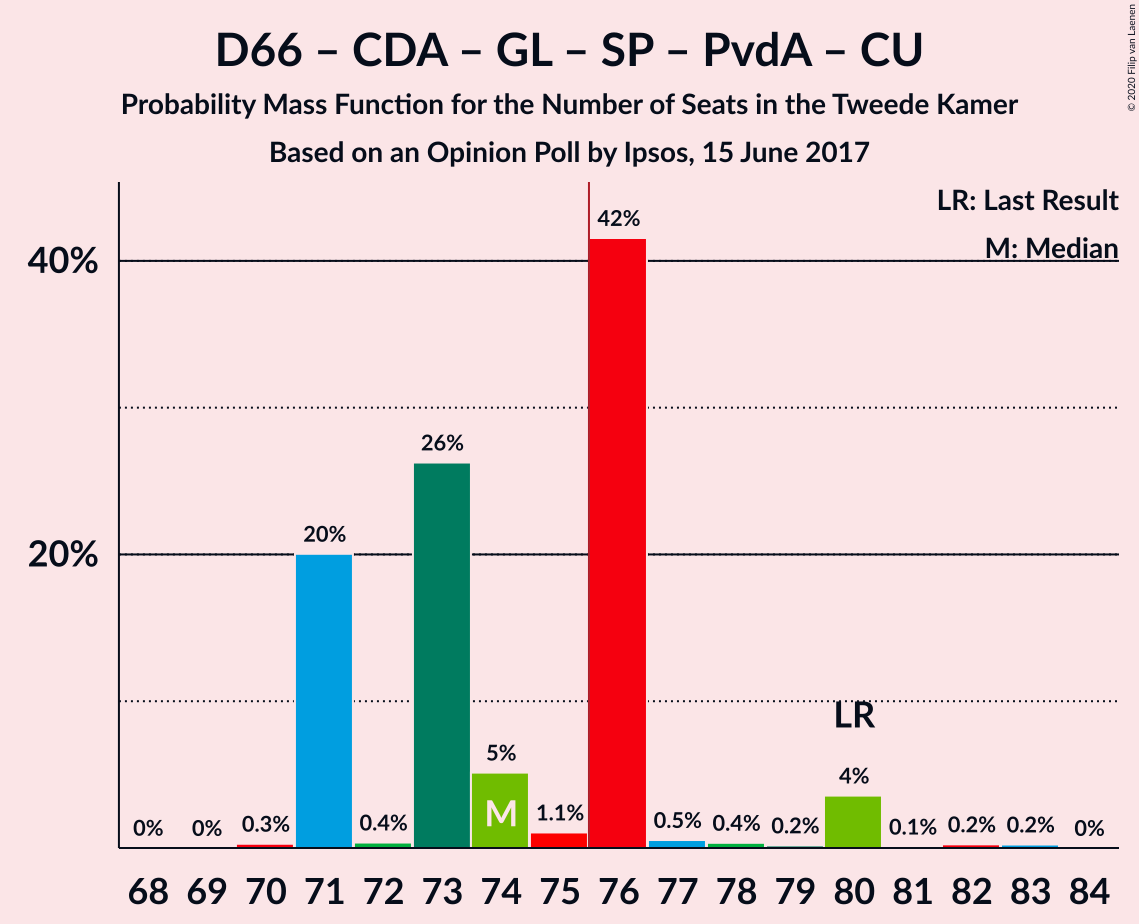 D66 – CDA – GL – SP – PvdA – CU
Probability Mass Function for the Number of Seats in the Tweede Kamer
Based on an Opinion Poll by Ipsos, 15 June 2017
© 2020 Filip van Laenen
LR: Last Result
M: Median
40%
20%
0%
0%
0.3%
20%
0.4%
26%
5%
1.1%
42%
0.5%
0.4%
0.2%
4%
0.1%
0.2%
0.2%
0%
M
LR
68 69 70 71 72 73 74 75 76 77 78 79 80 81 82 83 84